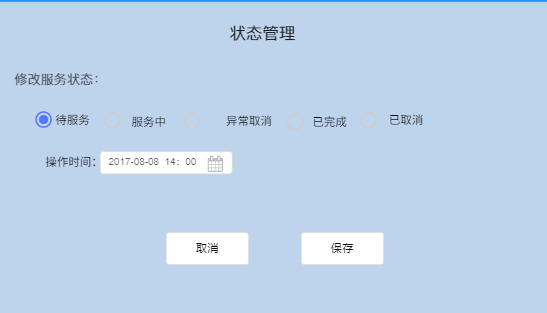 状态管理
修改服务状态：
待服务 服务中 异常取消 已完成 已取消
操作时间： 2017-08-08 14：00
取消 保存